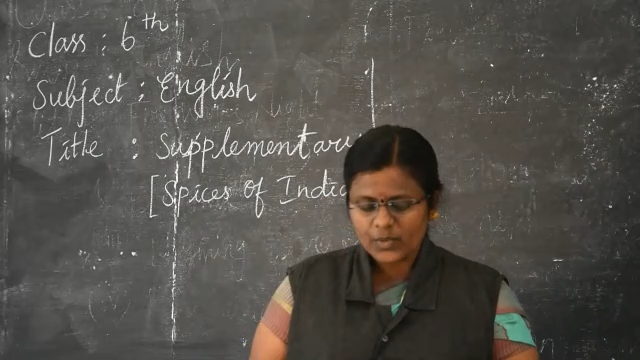 Class : 6th
Subject : English
Title : Supplementary
[Spices of India